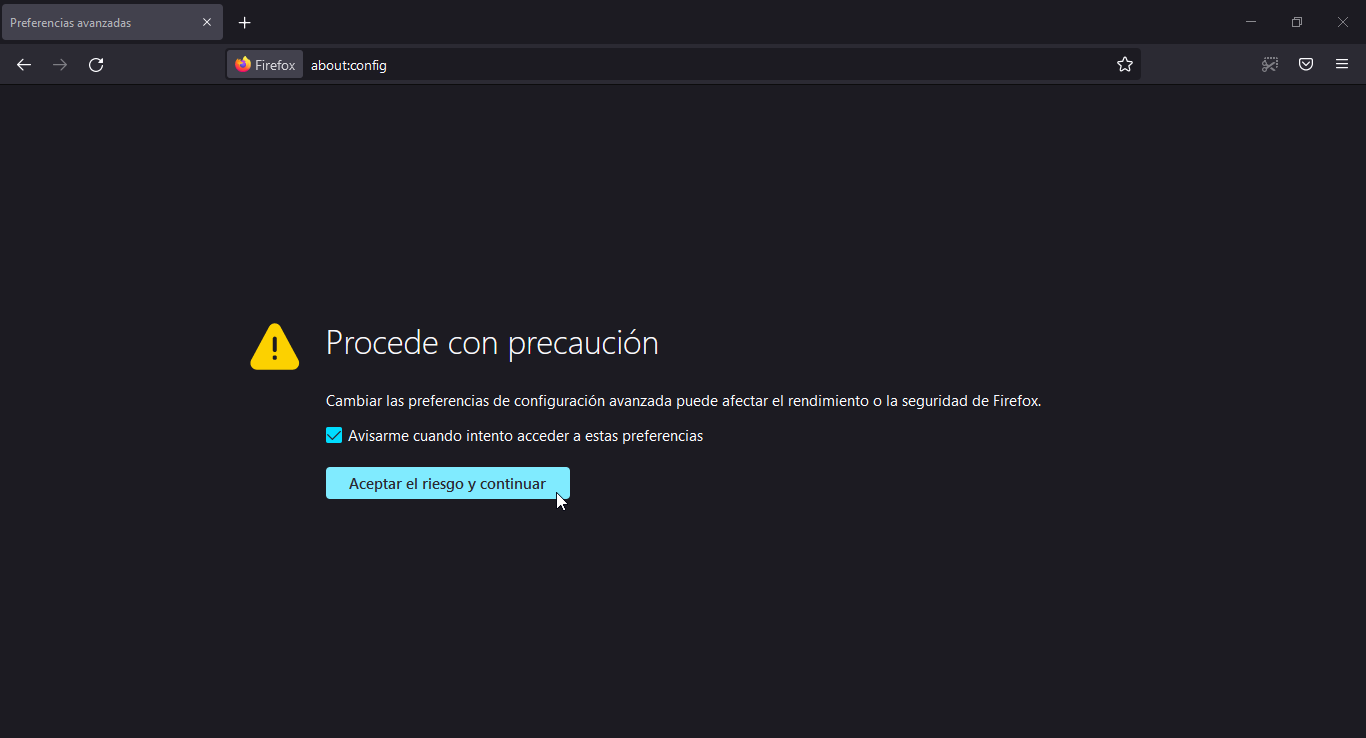 Preferencias avanzadas
Firefox about:config
Procede con precaución
Cambiar las preferencias de configuración avanzada puede afectar el rendimiento o la seguridad de Firefox.
Avisarme cuando intento acceder a estas preferencias
Aceptar el riesgo y continuar